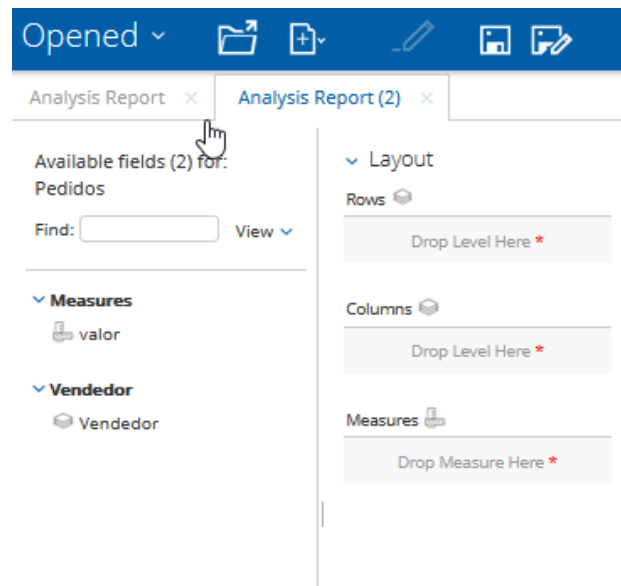 Opened
Analysis Report
Analysis Report (2)
Available fields (2) for:
Pedidos
Find:
View
Measures
valor
Vendedor
Vendedor
Layout
Rows
Drop Level Here *
Columns
Drop Level Here *
Measures
Drop Measure Here *